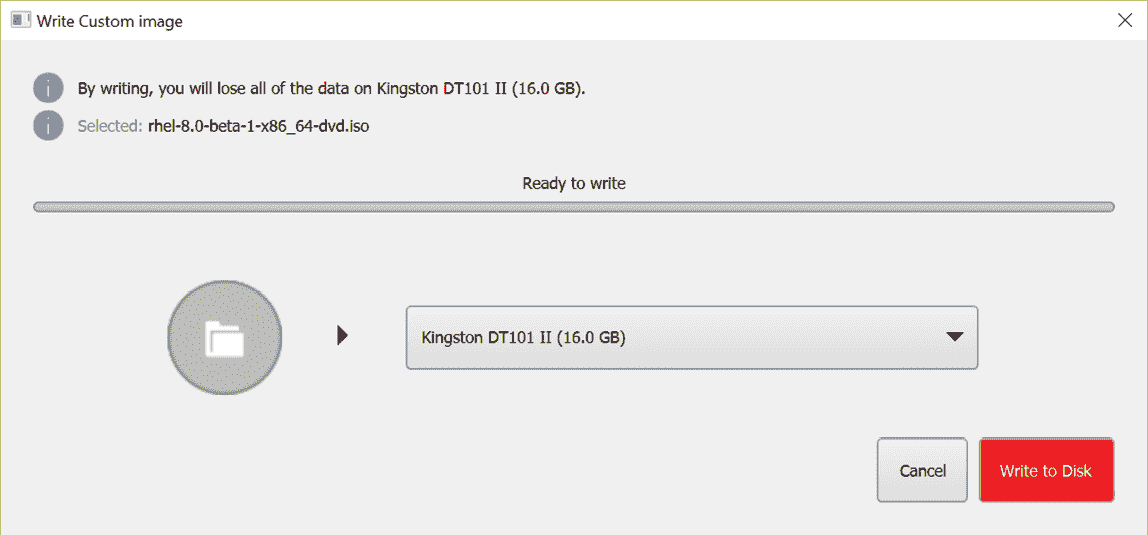 Write Custom image
By writing, you will lose all of the data on Kingston DT101 II (16.0 GB).
Selected: rhel-8.0-beta-1-x86_64-dvd.iso
Ready to write
Kingston DT101 II (16.0 GB)
Cancel
Write to Disk